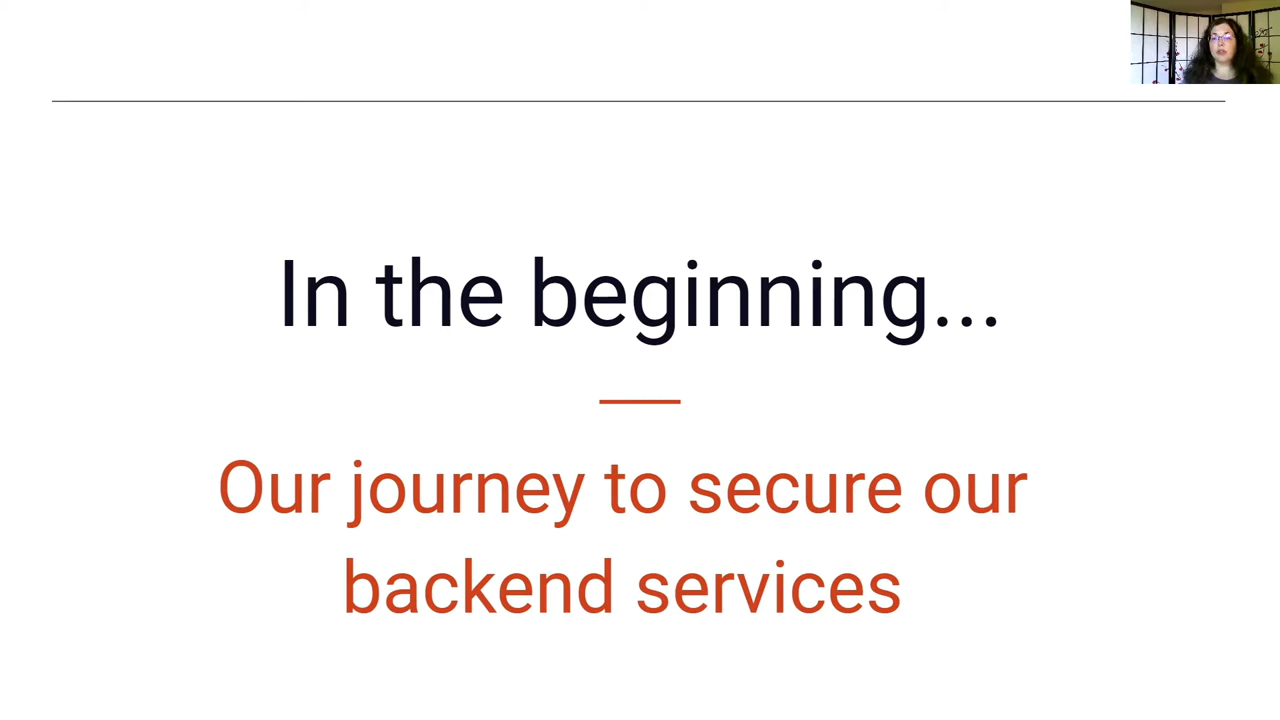 In the beginning...
Our journey to secure our
backend services